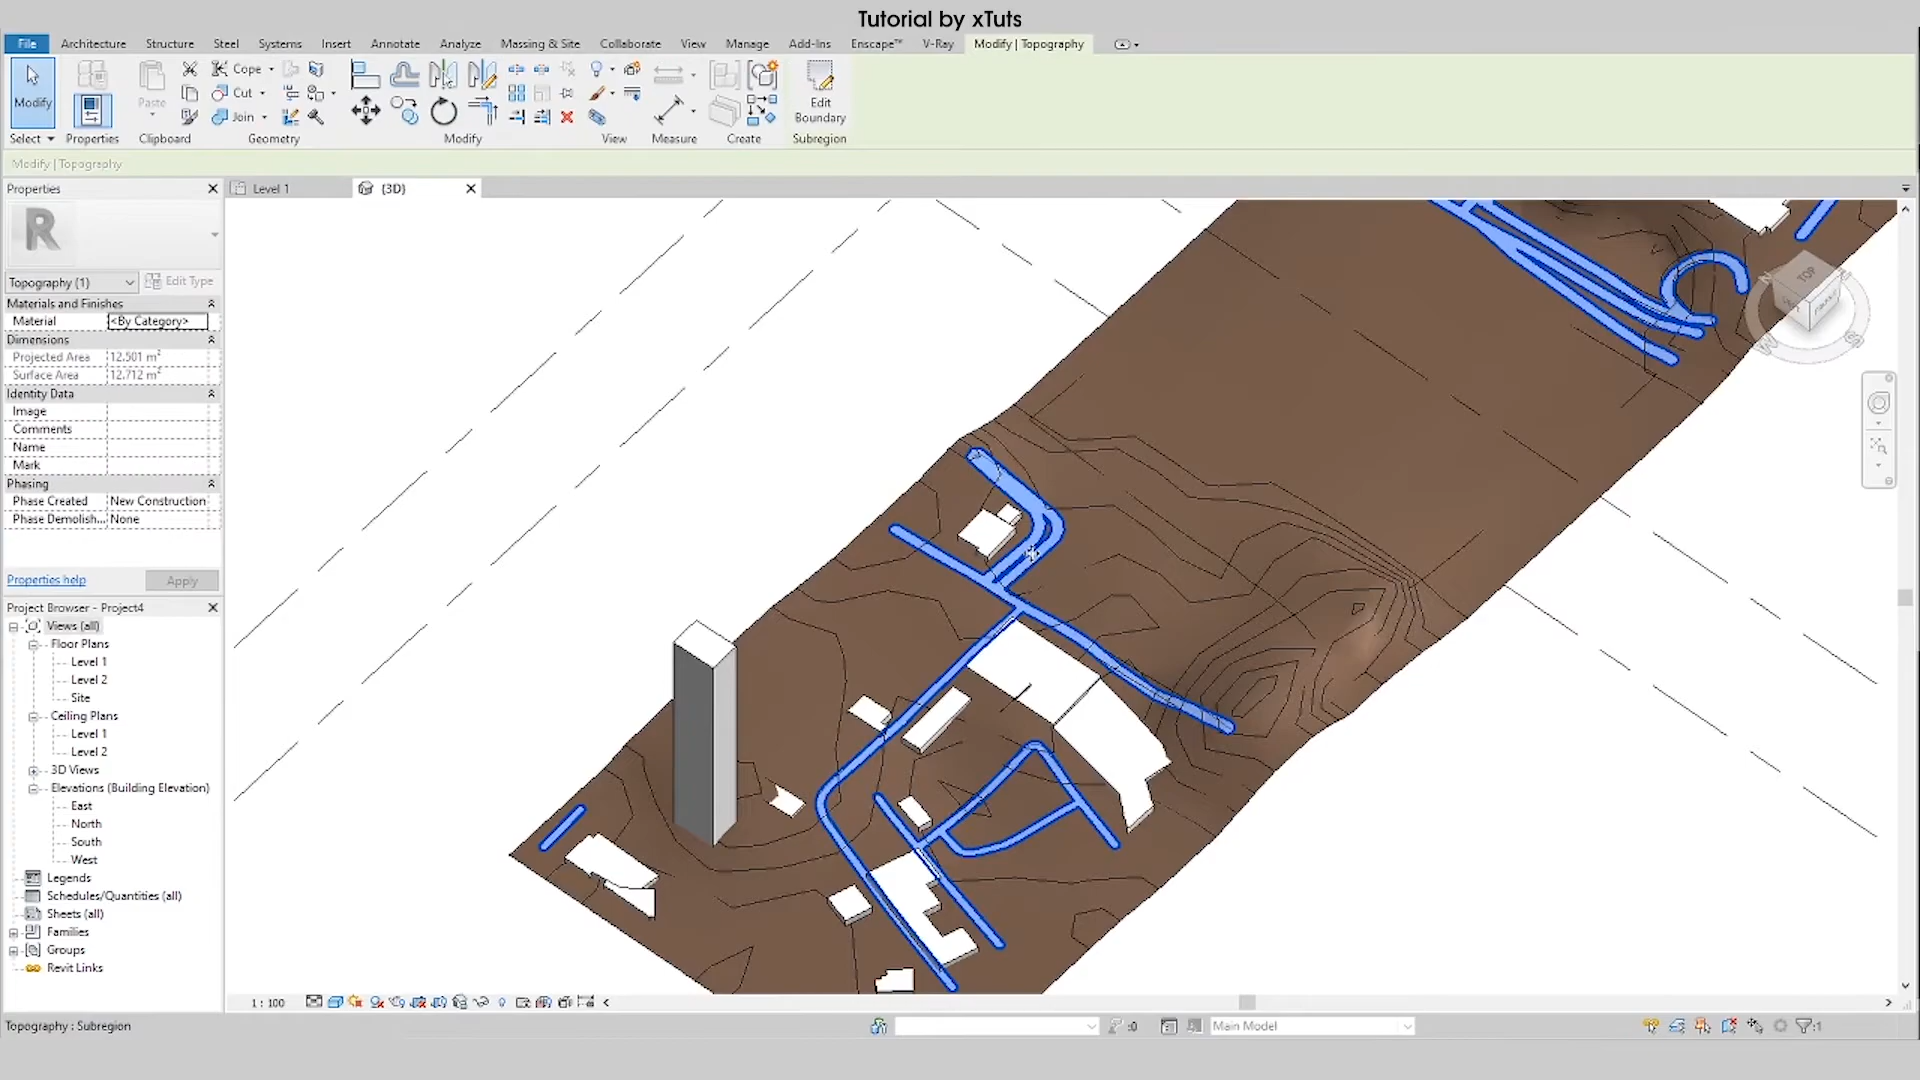 Tutorial by xTuts
File Architecture Structure Steel Systems Insert Annotate Analyze Massing & Site Collaborate View Manage Add-Ins Enscape™ V-Ray Modify | Topography
Cope
Modify Paste Cut Edit
Join Boundary
Select Properties Clipboard Geometry Modify View Measure Create Subregion
Modify | Topography
Properties Level 1 {3D}
R
Topography (1) Edit Type
Materials and Finishes
Material <By Category>
Dimensions
Projected Area 12.501 m²
Surface Area 12.712 m²
Identity Data
Image
Comments
Name
Mark
Phasing
Phase Created New Construction
Phase Demolish... None
Properties help Apply
Project Browser - Project4
Views (all)
Floor Plans
Level 1
Level 2
Site
Ceiling Plans
Level 1
Level 2
3D Views
Elevations (Building Elevation)
East
North
South
West
Legends
Schedules/Quantities (all)
Sheets (all)
Families
Groups
Revit Links
TOP
W S
1 : 100
Topography : Subregion :0 Main Model :1